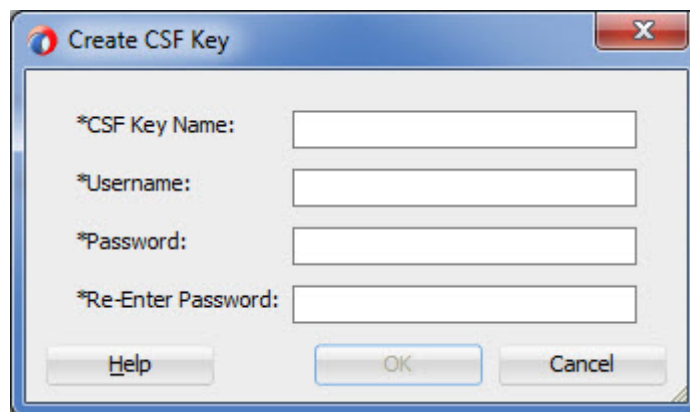 Create CSF Key
*CSF Key Name:
*Username:
*Password:
*Re-Enter Password:
Help OK Cancel